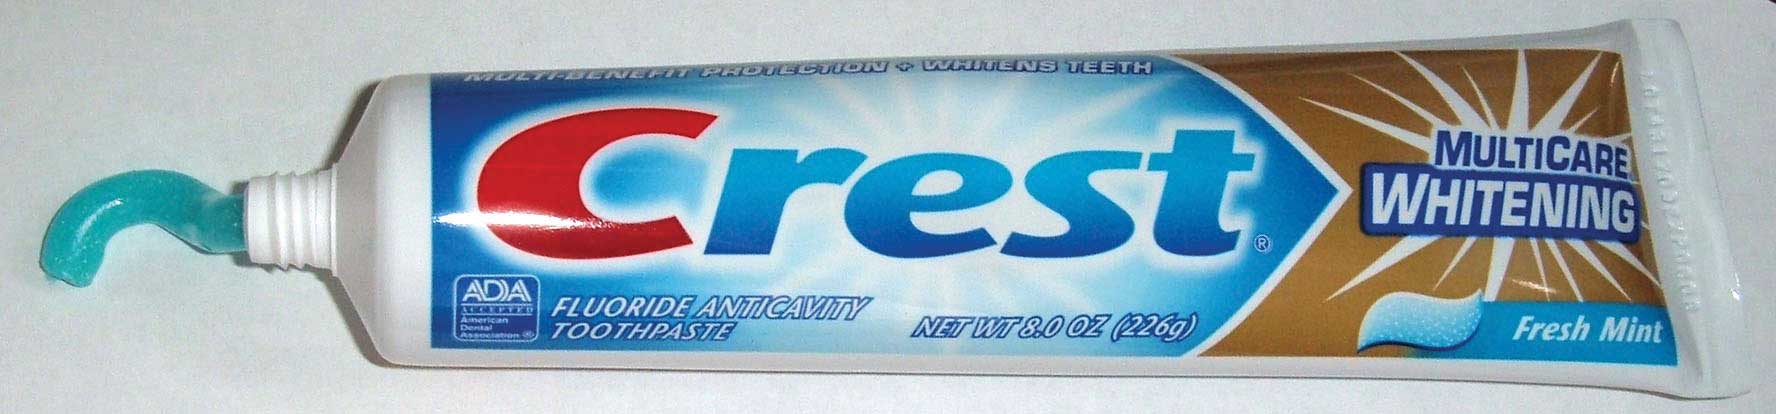 MULTI-BENEFIT PROTECTION + WHITENS TEETH
Crest®
MULTICARE
WHITENING
ADA
ACCEPTED
American
Dental
Association ®
FLUORIDE ANTICAVITY
TOOTHPASTE
NET WT 8.0 OZ (226g)
Fresh Mint